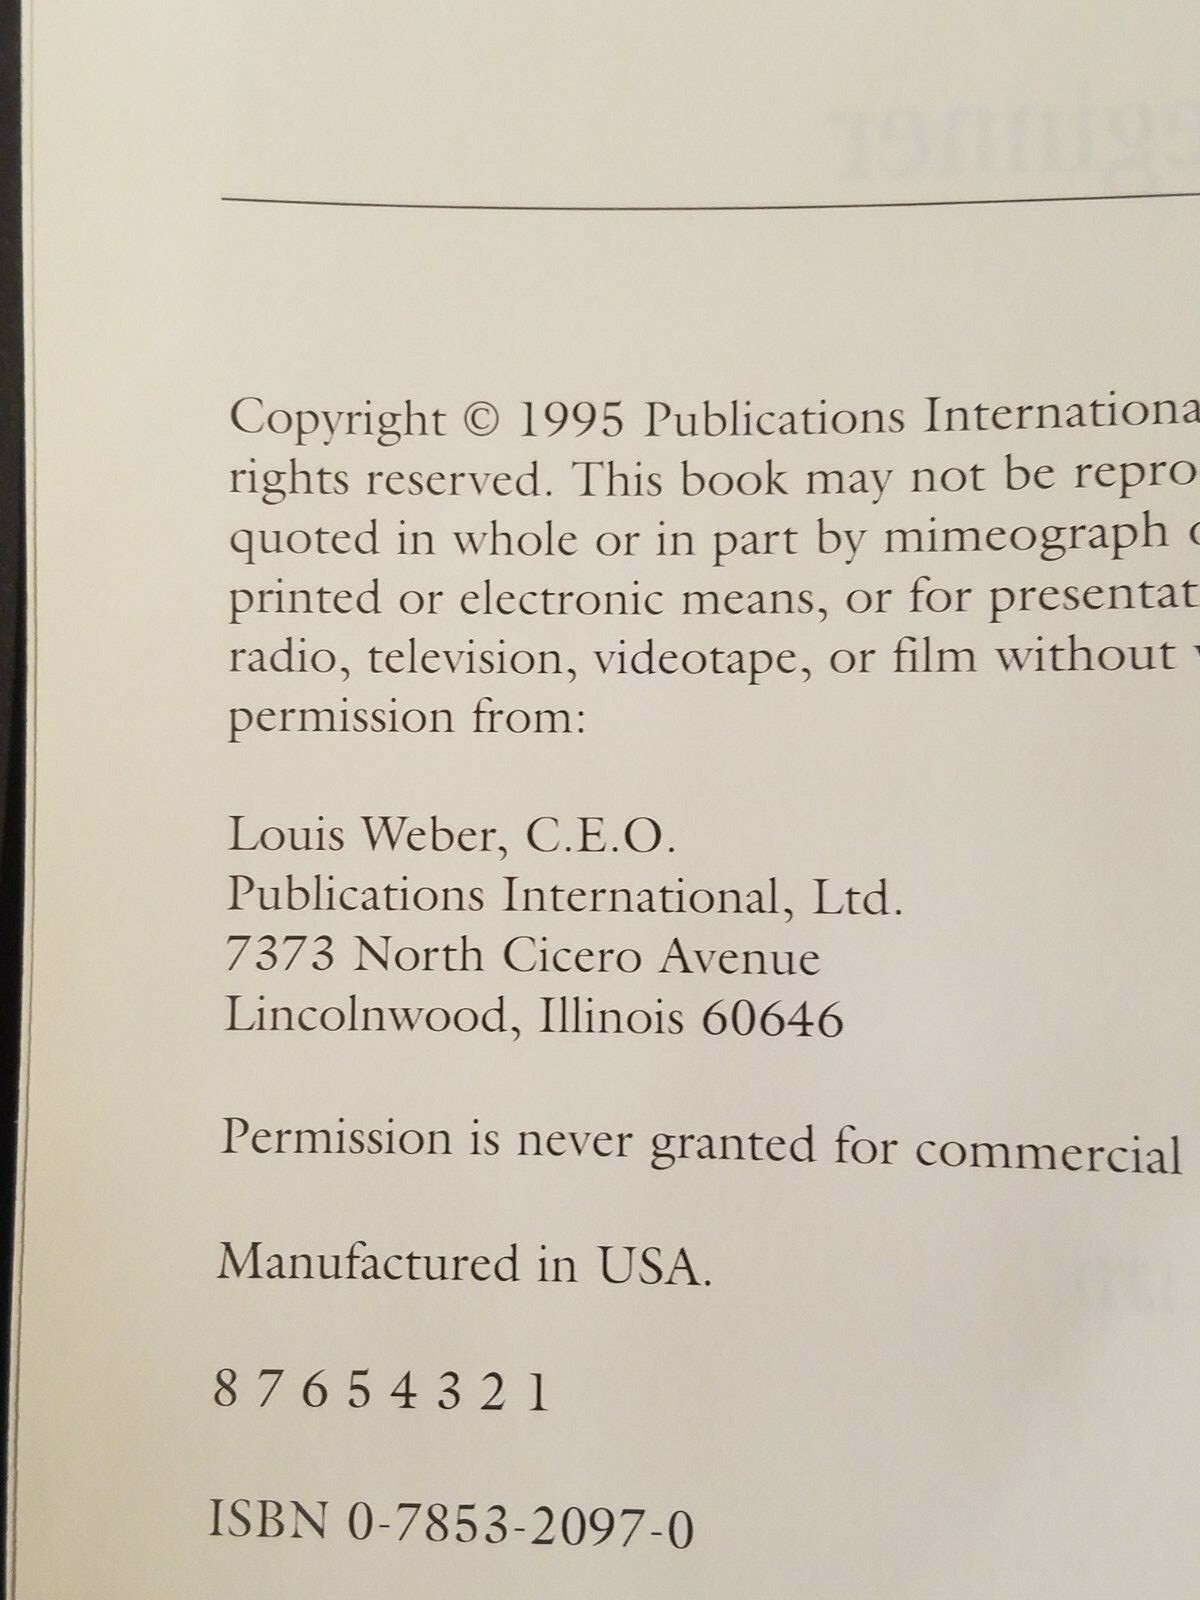 Copyright © 1995 Publications Internationa
rights reserved. This book may not be repro
quoted in whole or in part by mimeograph
printed or electronic means, or for presentat
radio, television, videotape, or film without
permission from:
Louis Weber, C.E.O.
Publications International, Ltd.
7373 North Cicero Avenue
Lincolnwood, Illinois 60646
Permission is never granted for commercial
Manufactured in USA.
8 7 6 5 4 3 2 1
ISBN 0-7853-2097-0